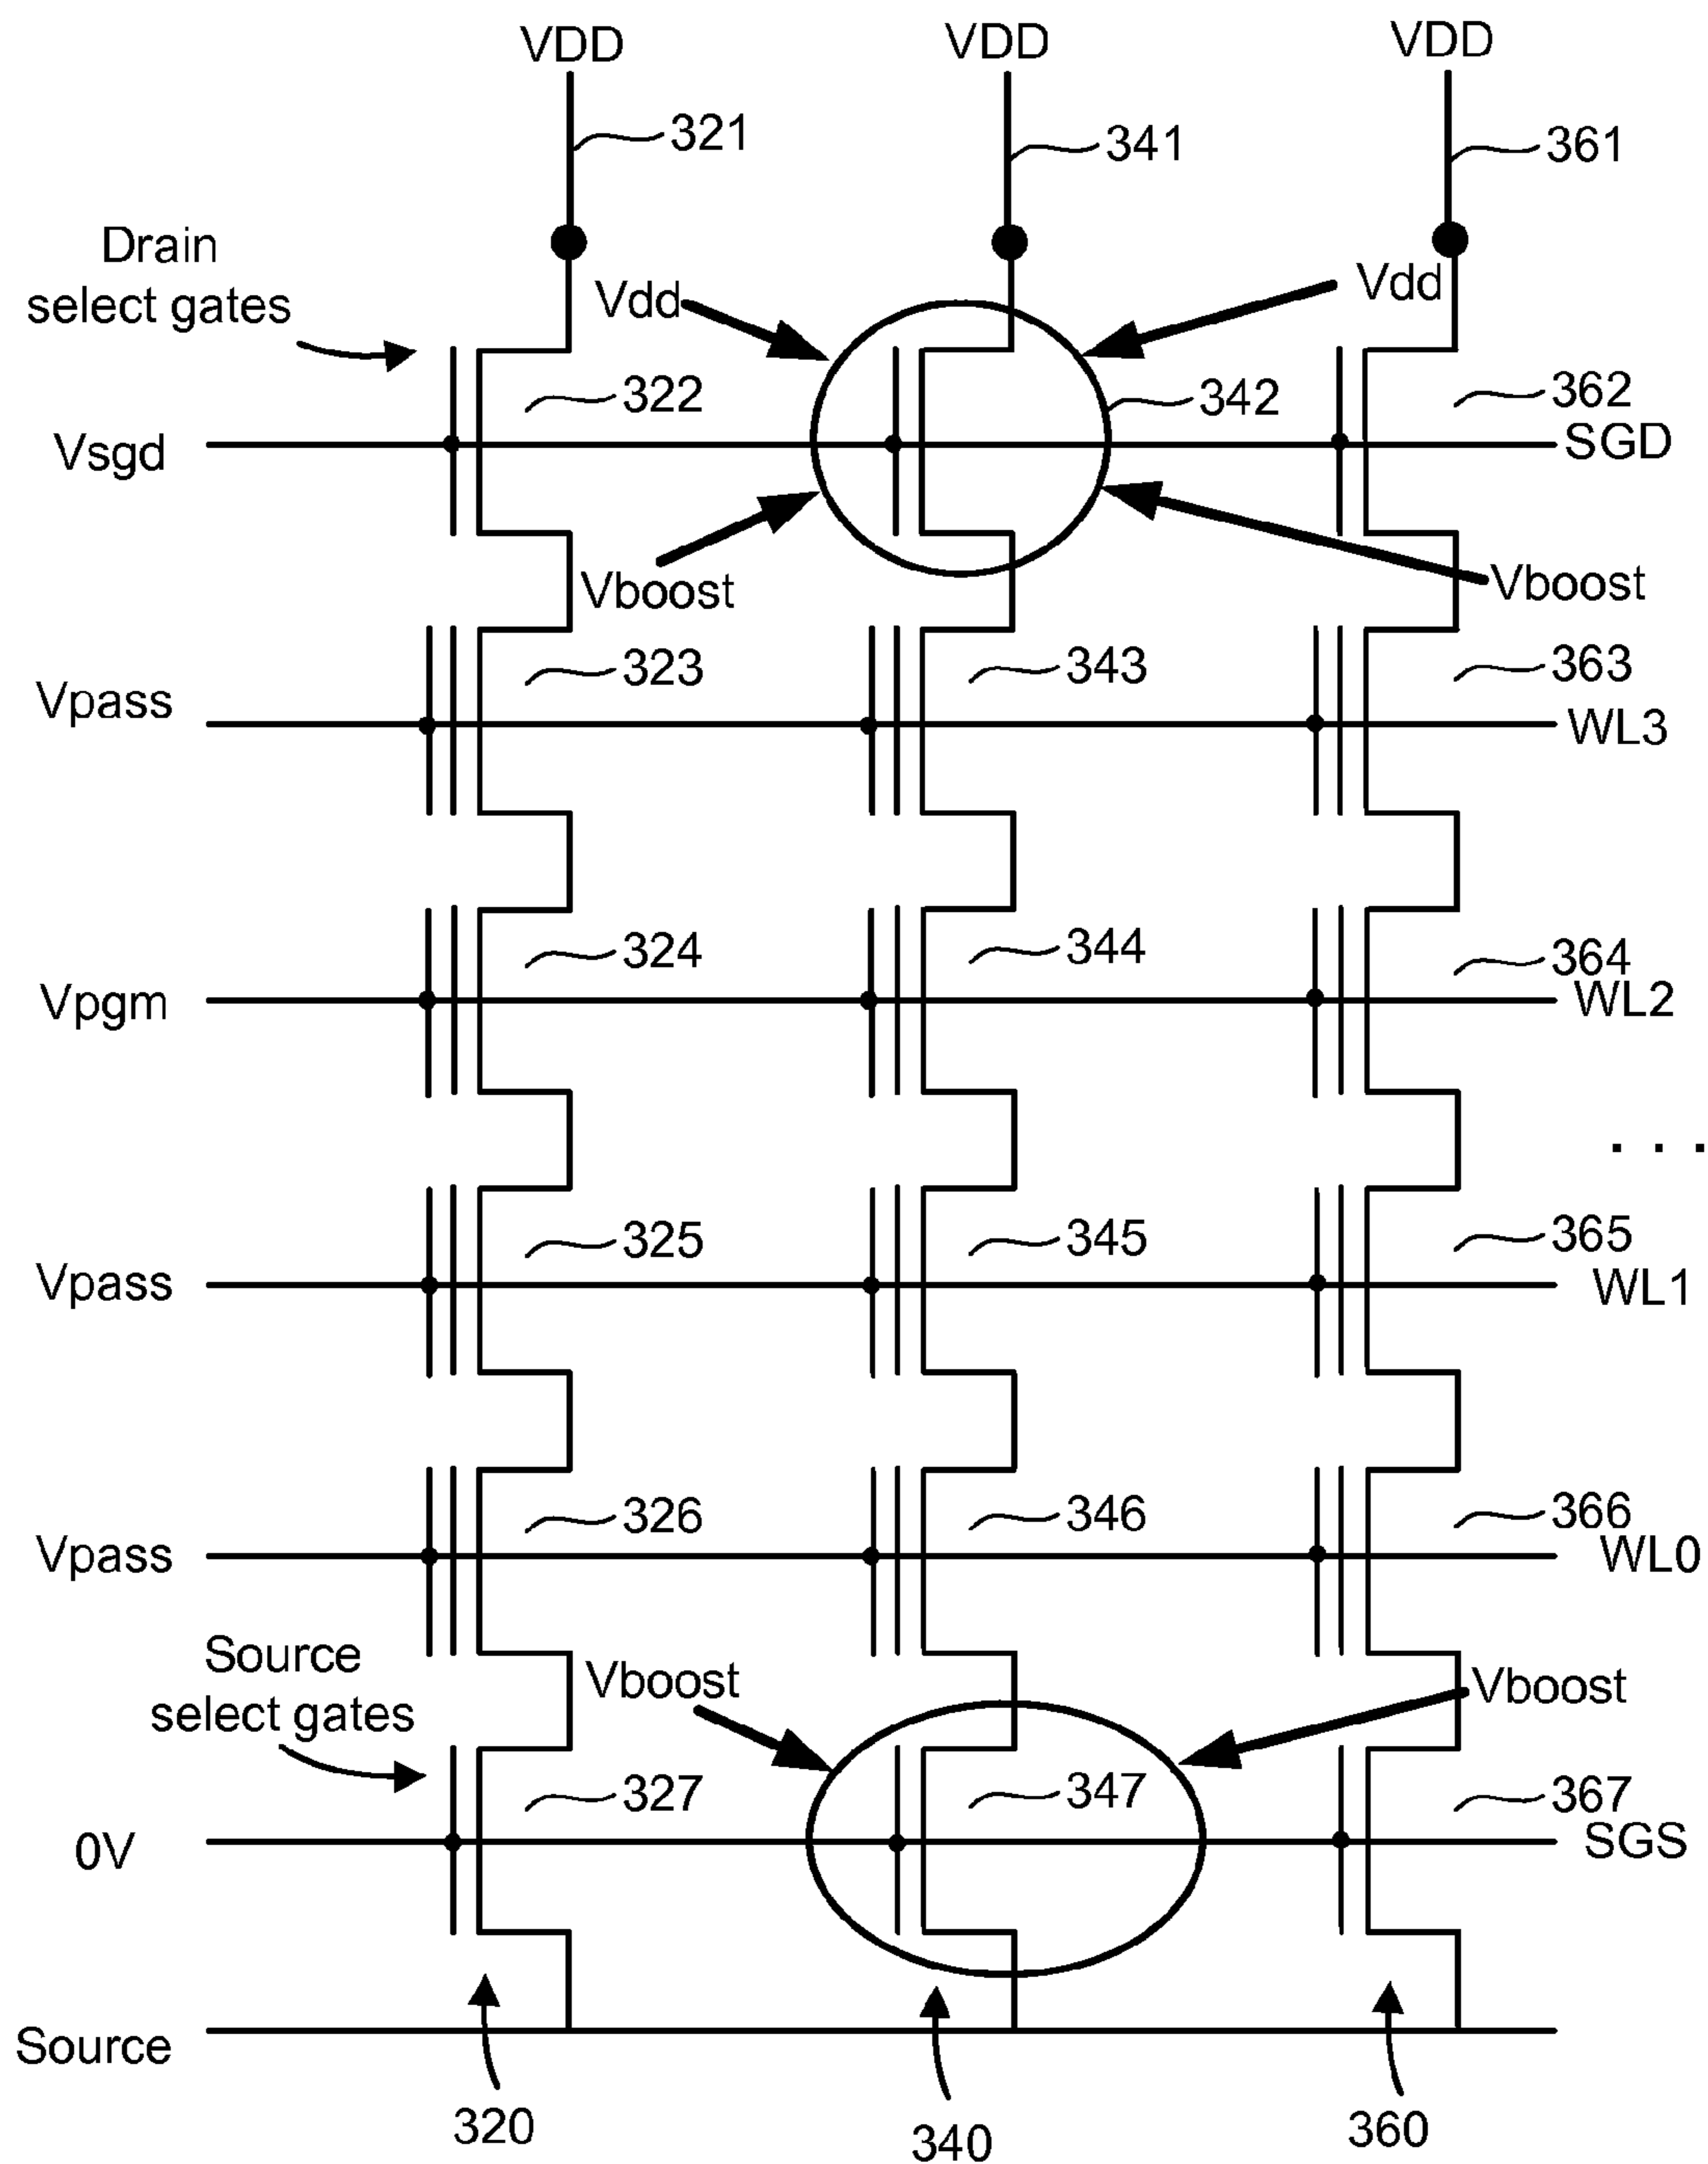 VDD VDD VDD
321 341 361
Drain
select gates
Vdd Vdd
322 342 362
Vsgd SGD
Vboost Vboost
323 343 363
Vpass WL3
324 344 364
Vpgm WL2
. . .
325 345 365
Vpass WL1
326 346 366
Vpass WL0
Source
select gates
Vboost Vboost
327 347 367
0V SGS
Source
320 340 360